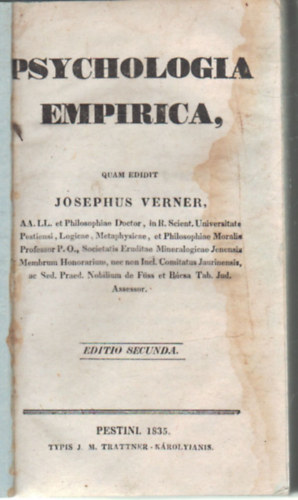 PSYCHOLOGIA
EMPIRICA,
QUAM EDIDIT
JOSEPHUS VERNER,
AA. LL. et Philosophiae Doctor, in R. Scient. Universitate
Pestiensi, Logicae, Metaphysicae, et Philosophiae Moralis
Professor P. O., Societatis Eruditae Mineralogicae Jenensis
Membrum Honorarium, nec non Incl. Comitatus Jaurinensis,
ac Sed. Praed. Nobilium de Füss et Récse Tab. Jud.
Assessor.
EDITIO SECUNDA.
PESTINI. 1835.
TYPIS J. M. TRATTNER-KÁROLYIANIS.